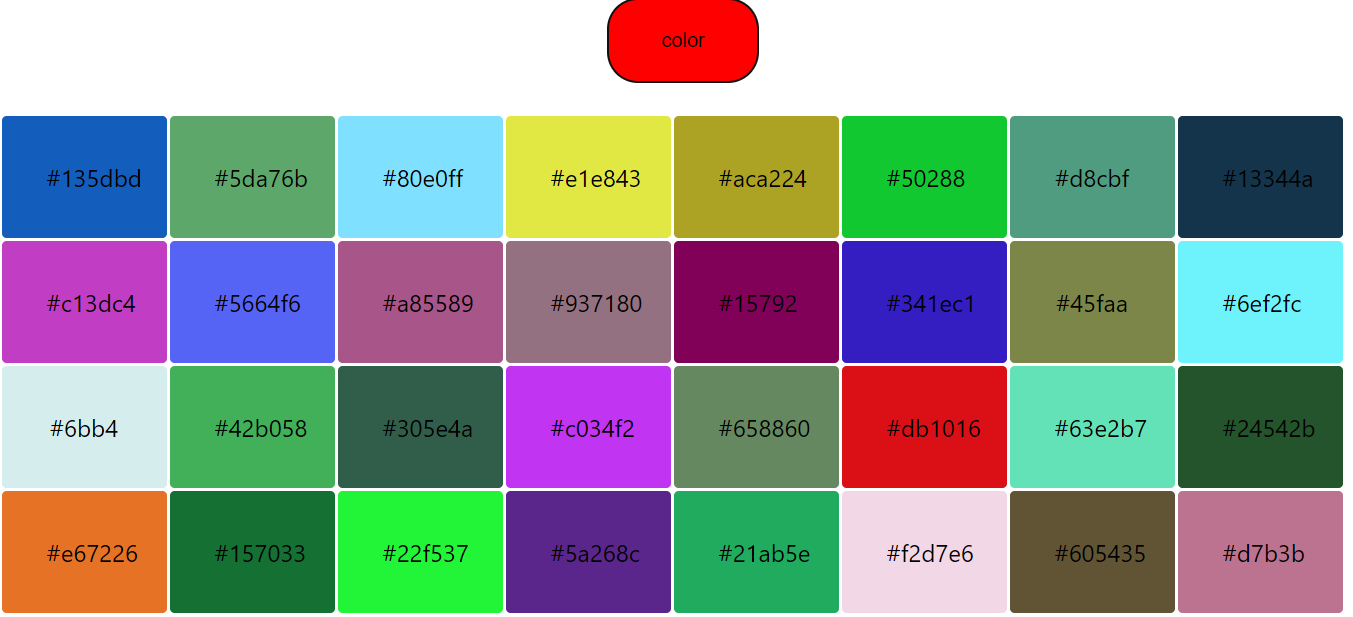 color
#135dbd #5da76b #80e0ff #e1e843 #aca224 #50288 #d8cbf #13344a
#c13dc4 #5664f6 #a85589 #937180 #15792 #341ec1 #45faa #6ef2fc
#6bb4 #42b058 #305e4a #c034f2 #658860 #db1016 #63e2b7 #24542b
#e67226 #157033 #22f537 #5a268c #21ab5e #f2d7e6 #605435 #d7b3b